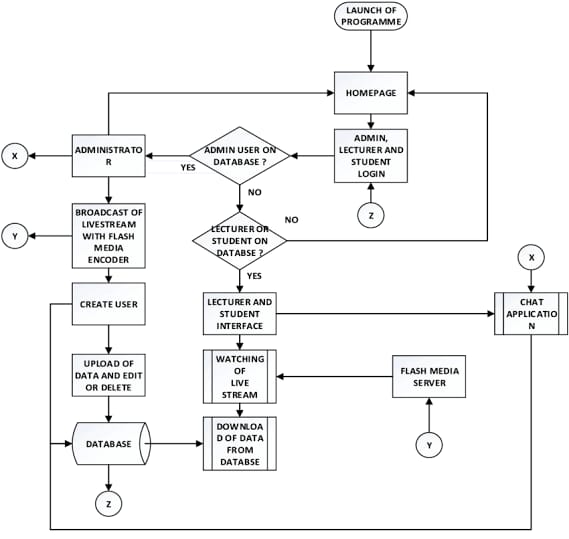 LAUNCH OF
PROGRAMME
HOMEPAGE
ADMINISTRATO
R
ADMIN USER ON
DATABASE ?
ADMIN,
LECTURER AND
STUDENT
LOGIN
X
YES
NO
BROADCAST OF
LIVESTREAM
WITH FLASH
MEDIA
ENCODER
Y
LECTURER OR
STUDENT ON
DATABSE ?
NO
Z
YES
X
CREATE USER
LECTURER AND
STUDENT
INTERFACE
CHAT
APPLICATIO
N
UPLOAD OF
DATA AND EDIT
OR DELETE
WATCHING
OF
LIVE
STREAM
FLASH MEDIA
SERVER
DATABASE
DOWNLOA
D OF DATA
FROM
DATABSE
Y
Z